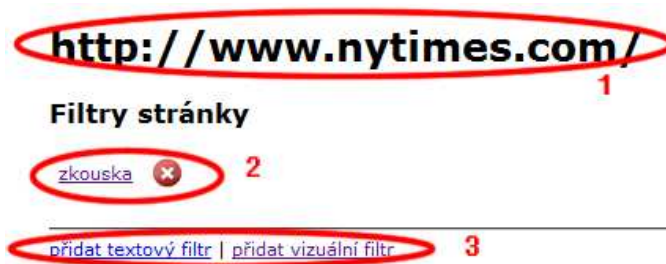 http://www.nytimes.com/
1
Filtry stránky
zkouska 2
přidat textový filtr | přidat vizuální filtr 3